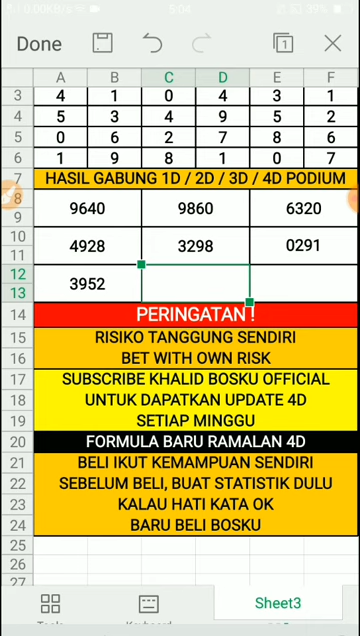 5:04
39%
Done
1
A B C D E F
3 4 1 0 4 3 1
4 5 3 4 9 5 2
5 0 6 2 7 8 6
6 1 9 8 1 0 7
7 HASIL GABUNG 1D / 2D / 3D / 4D PODIUM
8 9640 9860 6320
9
10 4928 3298 0291
11
12 3952
13
14 PERINGATAN !
15 RISIKO TANGGUNG SENDIRI
16 BET WITH OWN RISK
17 SUBSCRIBE KHALID BOSKU OFFICIAL
18 UNTUK DAPATKAN UPDATE 4D
19 SETIAP MINGGU
20 FORMULA BARU RAMALAN 4D
21 BELI IKUT KEMAMPUAN SENDIRI
22 SEBELUM BELI, BUAT STATISTIK DULU
23 KALAU HATI KATA OK
24 BARU BELI BOSKU
25
26
27
Sheet3